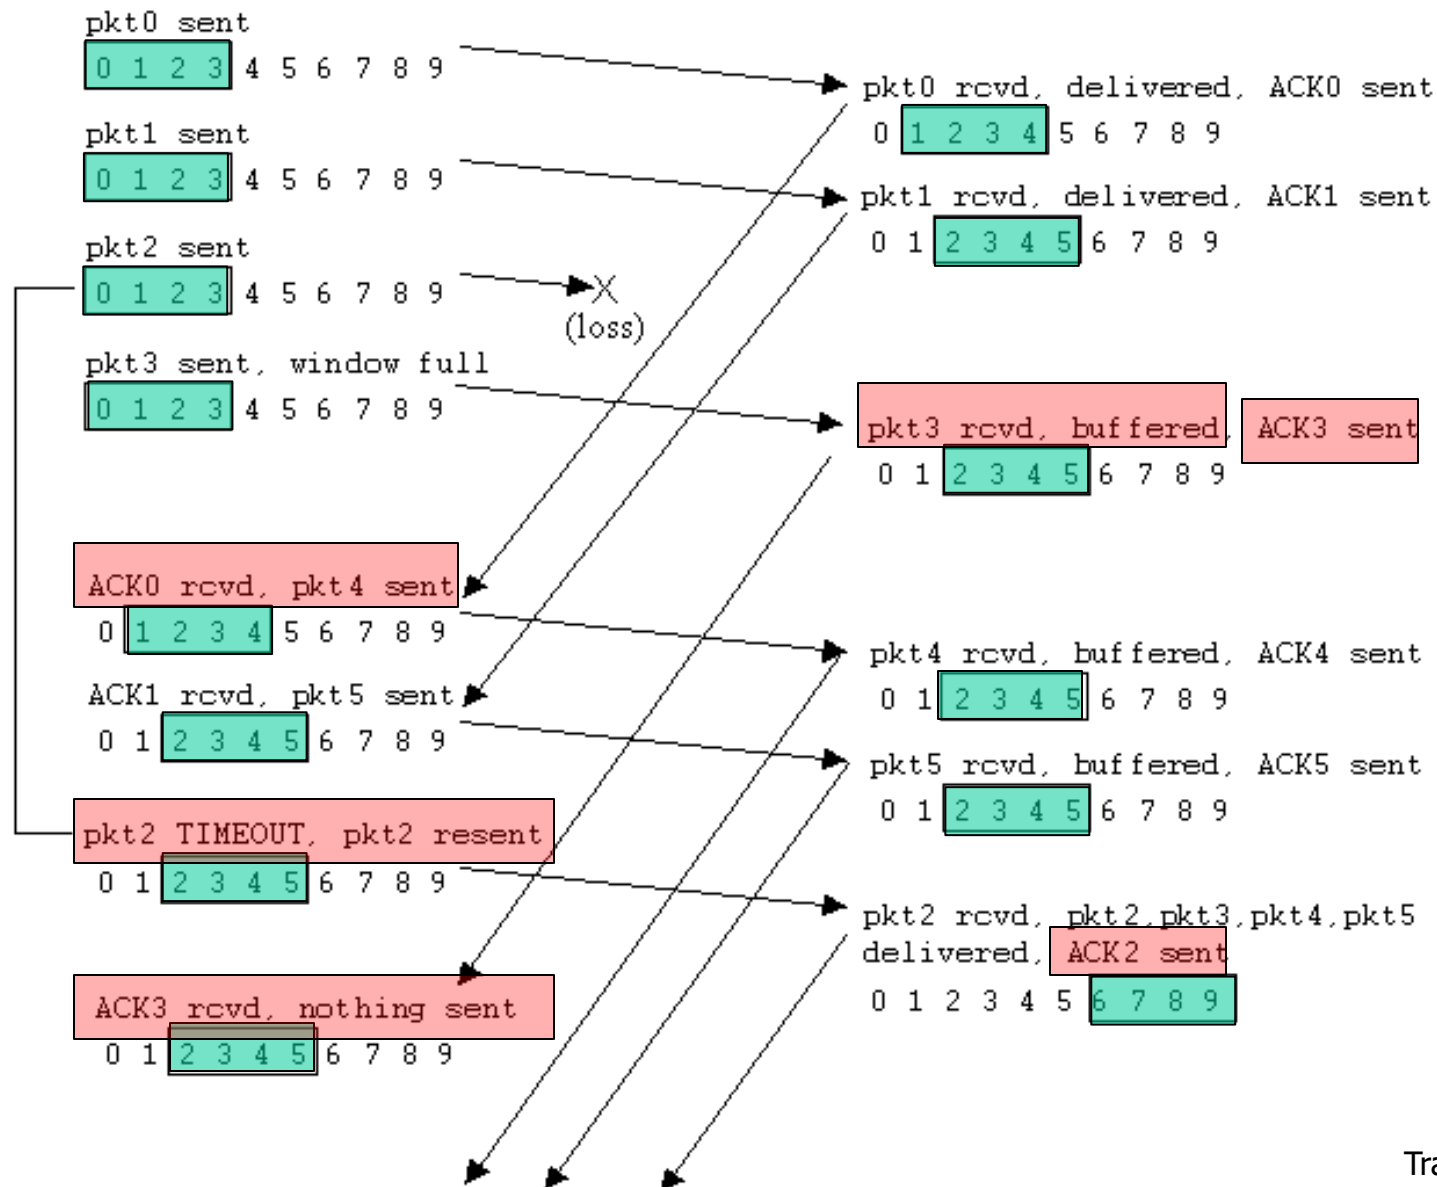 pkt0 sent
0 1 2 3 4 5 6 7 8 9
pkt1 sent
0 1 2 3 4 5 6 7 8 9
pkt2 sent
0 1 2 3 4 5 6 7 8 9
X
(loss)
pkt3 sent, window full
0 1 2 3 4 5 6 7 8 9
ACK0 rcvd, pkt4 sent
0 1 2 3 4 5 6 7 8 9
ACK1 rcvd, pkt5 sent
0 1 2 3 4 5 6 7 8 9
pkt2 TIMEOUT, pkt2 resent
0 1 2 3 4 5 6 7 8 9
ACK3 rcvd, nothing sent
0 1 2 3 4 5 6 7 8 9
pkt0 rcvd, delivered, ACK0 sent
0 1 2 3 4 5 6 7 8 9
pkt1 rcvd, delivered, ACK1 sent
0 1 2 3 4 5 6 7 8 9
pkt3 rcvd, buffered, ACK3 sent
0 1 2 3 4 5 6 7 8 9
pkt4 rcvd, buffered, ACK4 sent
0 1 2 3 4 5 6 7 8 9
pkt5 rcvd, buffered, ACK5 sent
0 1 2 3 4 5 6 7 8 9
pkt2 rcvd, pkt2,pkt3,pkt4,pkt5
delivered, ACK2 sent
0 1 2 3 4 5 6 7 8 9